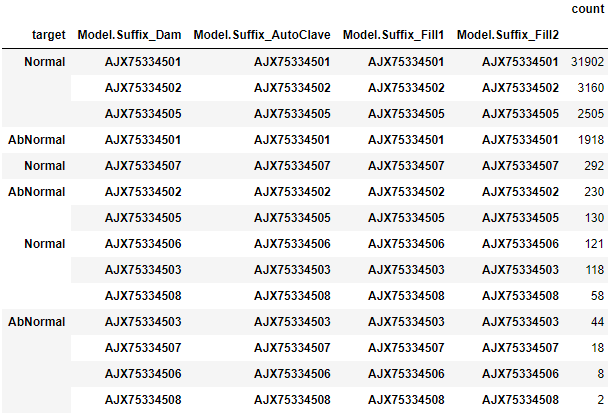 count
target Model.Suffix_Dam Model.Suffix_AutoClave Model.Suffix_Fill1 Model.Suffix_Fill2
Normal AJX75334501 AJX75334501 AJX75334501 AJX75334501 31902
AJX75334502 AJX75334502 AJX75334502 AJX75334502 3160
AJX75334505 AJX75334505 AJX75334505 AJX75334505 2505
AbNormal AJX75334501 AJX75334501 AJX75334501 AJX75334501 1918
Normal AJX75334507 AJX75334507 AJX75334507 AJX75334507 292
AbNormal AJX75334502 AJX75334502 AJX75334502 AJX75334502 230
AJX75334505 AJX75334505 AJX75334505 AJX75334505 130
Normal AJX75334506 AJX75334506 AJX75334506 AJX75334506 121
AJX75334503 AJX75334503 AJX75334503 AJX75334503 118
AJX75334508 AJX75334508 AJX75334508 AJX75334508 58
AbNormal AJX75334503 AJX75334503 AJX75334503 AJX75334503 44
AJX75334507 AJX75334507 AJX75334507 AJX75334507 18
AJX75334506 AJX75334506 AJX75334506 AJX75334506 8
AJX75334508 AJX75334508 AJX75334508 AJX75334508 2